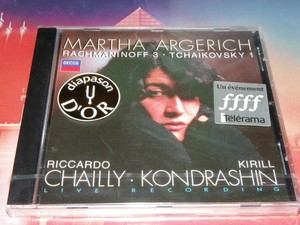 MARTHA ARGERICH
RACHMANINOFF 3 · TCHAIKOVSKY 1
DECCA
diapason
D'OR
Un événement
ffff
Télérama
RICCARDO KIRILL
CHAILLY · KONDRASHIN
LIVE RECORDING